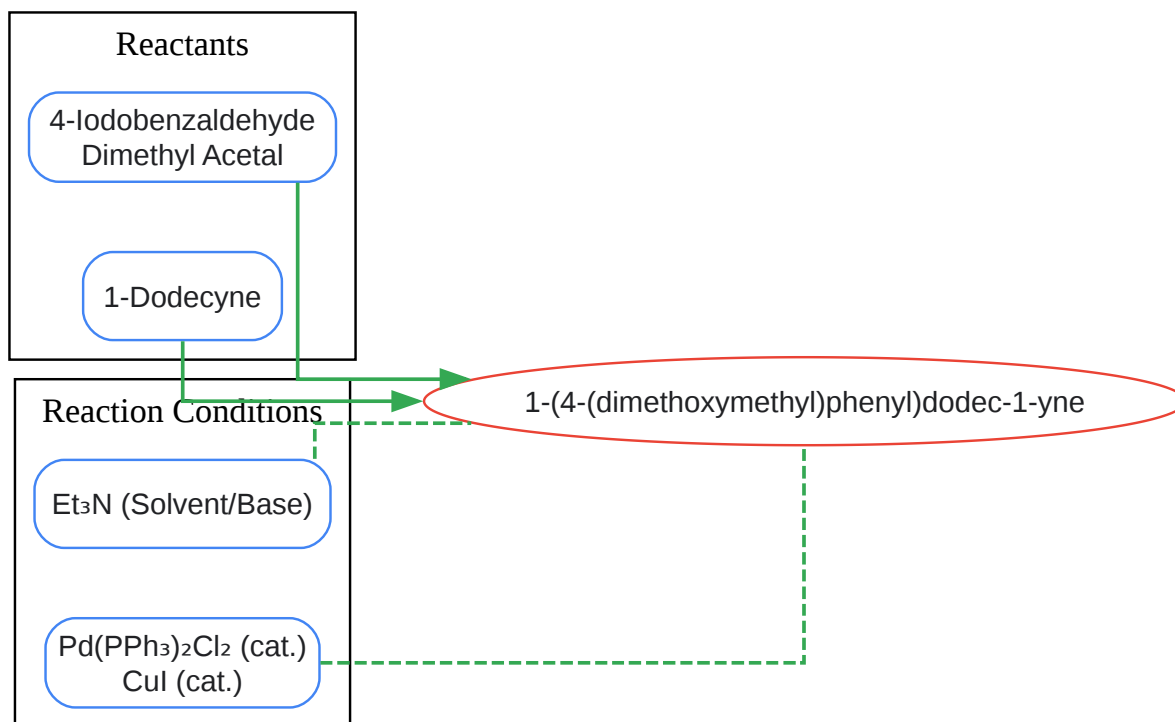 Reactants
4-Iodobenzaldehyde
Dimethyl Acetal
1-Dodecyne
Reaction Conditions
1-(4-(dimethoxymethyl)phenyl)dodec-1-yne
Et₃N (Solvent/Base)
Pd(PPh₃)₂Cl₂ (cat.)
CuI (cat.)